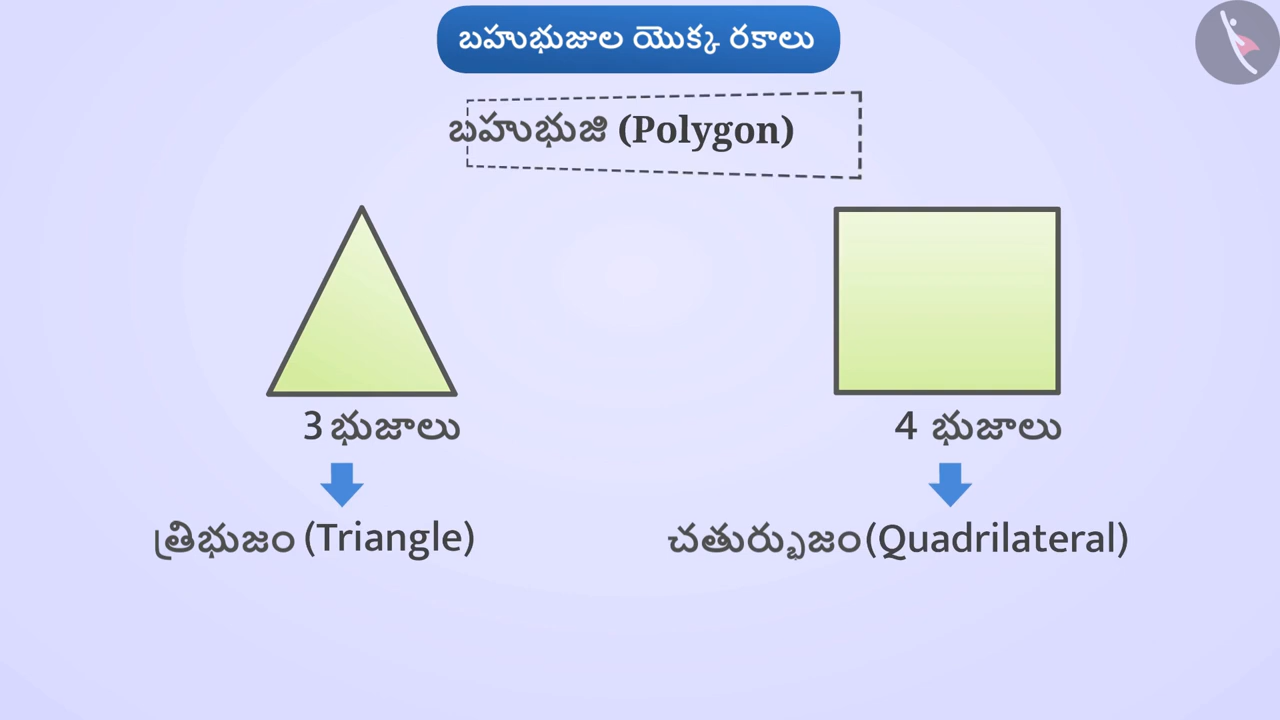 బహుభుజుల యొక్క రకాలు
బహుభుజి (Polygon)
3 భుజాలు
4 భుజాలు
త్రిభుజం (Triangle)
చతుర్భుజం (Quadrilateral)